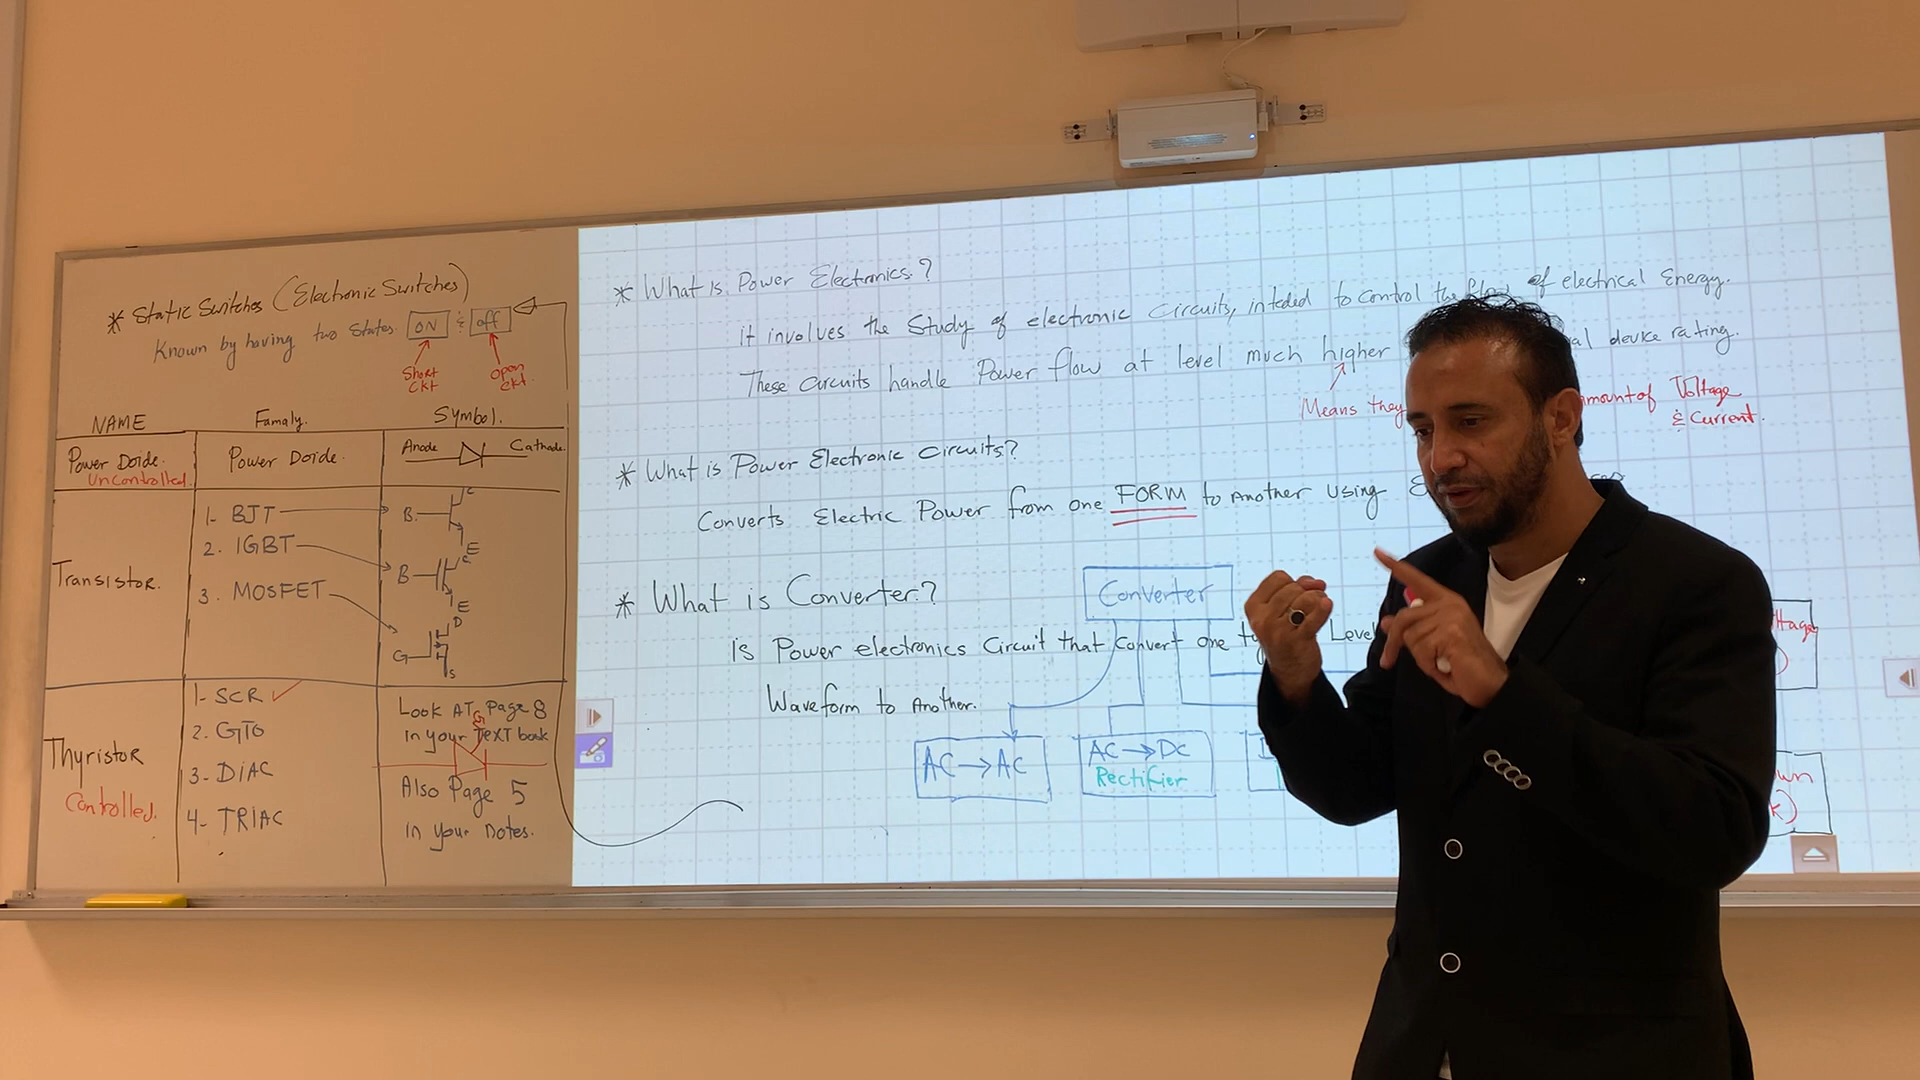 * Static Switches (Electronic Switches)
Known by having two States ON & off
Short Ckt
open ckt.
NAME Famaly. Symbol.
Power Doide. Uncontrolled.
Power Doide.
Anode Cathode
Transistor.
1- BJT
2. IGBT
3. MOSFET
B C E
B C E
G D S
Thyristor Controlled.
1- SCR ✓
2. GTO
3- DIAC
4- TRIAC
Look AT Page 8
G
in your TEXT book
Also Page 5
in your notes.
* What is Power Electronics?
it involves the Study of electronic Circuits, inteded to control the flow of electrical Energy.
These circuits handle Power flow at level much higher device rating.
Means they amount of Voltage
& Current.
* What is Power Electronic Circuits?
Converts Electric Power from one FORM to Another Using
* What is Converter?
Converter
is Power electronics Circuit that Convert one Level
Waveform to Another.
AC → AC
AC → DC
Rectifier